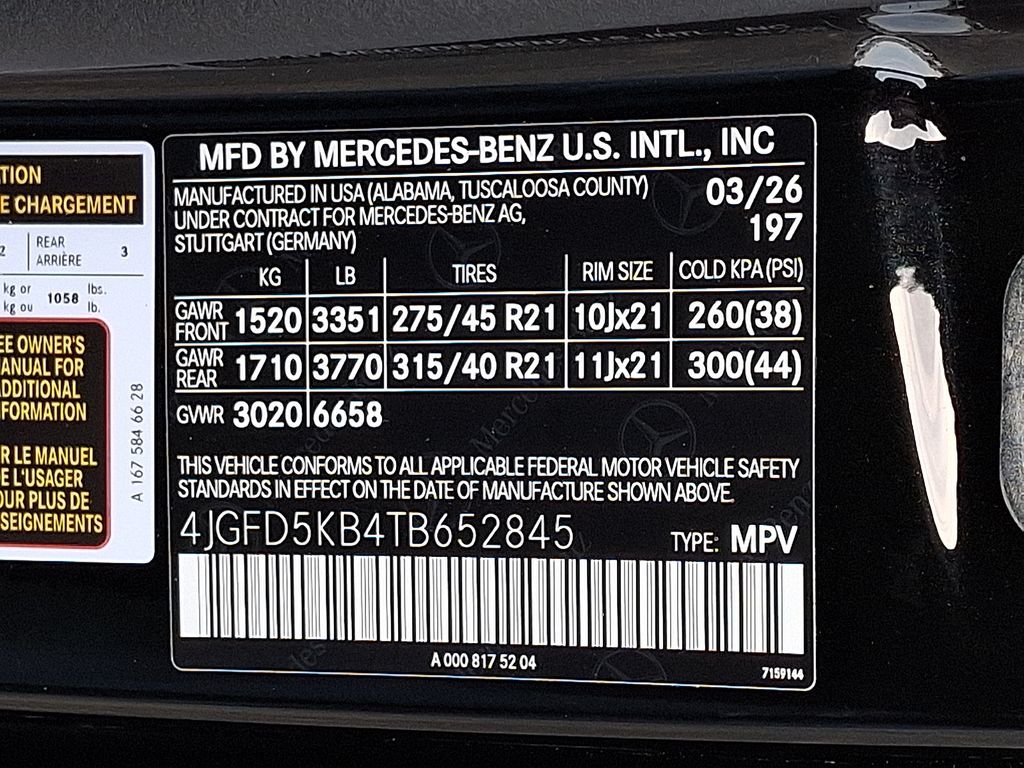 TION
E CHARGEMENT
2
REAR
ARRIÈRE
3
kg or
kg ou
1058
lbs.
lb.
EE OWNER'S
ANUAL FOR
ADDITIONAL
FORMATION
R LE MANUEL
DE L'USAGER
OUR PLUS DE
SEIGNEMENTS
A 167 584 66 28
MFD BY MERCEDES-BENZ U.S. INTL., INC
MANUFACTURED IN USA (ALABAMA, TUSCALOOSA COUNTY)
UNDER CONTRACT FOR MERCEDES-BENZ AG,
STUTTGART (GERMANY)
03/26
197
KG LB TIRES RIM SIZE COLD KPA (PSI)
GAWR FRONT 1520 3351 275/45 R21 10Jx21 260(38)
GAWR REAR 1710 3770 315/40 R21 11Jx21 300(44)
GVWR 3020 6658
THIS VEHICLE CONFORMS TO ALL APPLICABLE FEDERAL MOTOR VEHICLE SAFETY
STANDARDS IN EFFECT ON THE DATE OF MANUFACTURE SHOWN ABOVE.
4JGFD5KB4TB652845 TYPE: MPV
A 000 817 52 04
7159144